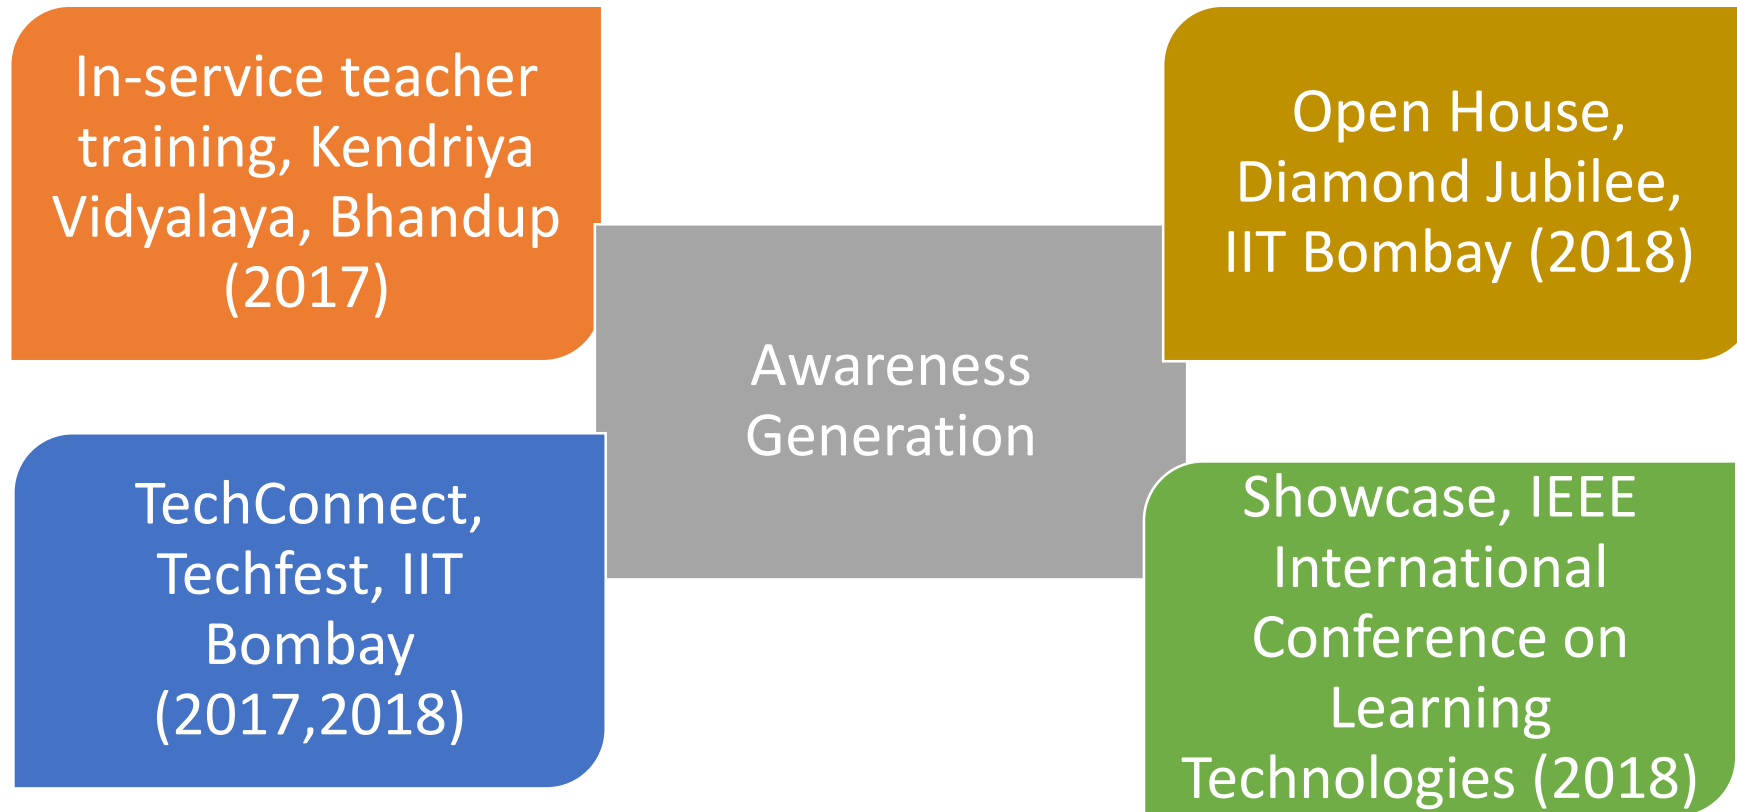 In-service teacher
training, Kendriya
Vidyalaya, Bhandup
(2017)
Open House,
Diamond Jubilee,
IIT Bombay (2018)
Awareness
Generation
TechConnect,
Techfest, IIT
Bombay
(2017,2018)
Showcase, IEEE
International
Conference on
Learning
Technologies (2018)